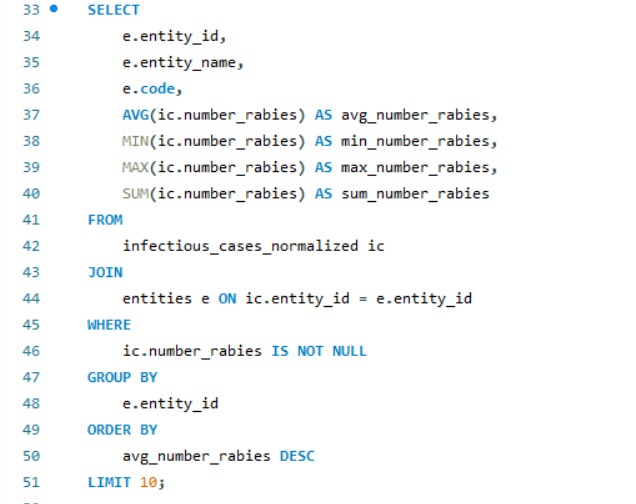 33 SELECT
34 e.entity_id,
35 e.entity_name,
36 e.code,
37 AVG(ic.number_rabies) AS avg_number_rabies,
38 MIN(ic.number_rabies) AS min_number_rabies,
39 MAX(ic.number_rabies) AS max_number_rabies,
40 SUM(ic.number_rabies) AS sum_number_rabies
41 FROM
42 infectious_cases_normalized ic
43 JOIN
44 entities e ON ic.entity_id = e.entity_id
45 WHERE
46 ic.number_rabies IS NOT NULL
47 GROUP BY
48 e.entity_id
49 ORDER BY
50 avg_number_rabies DESC
51 LIMIT 10;